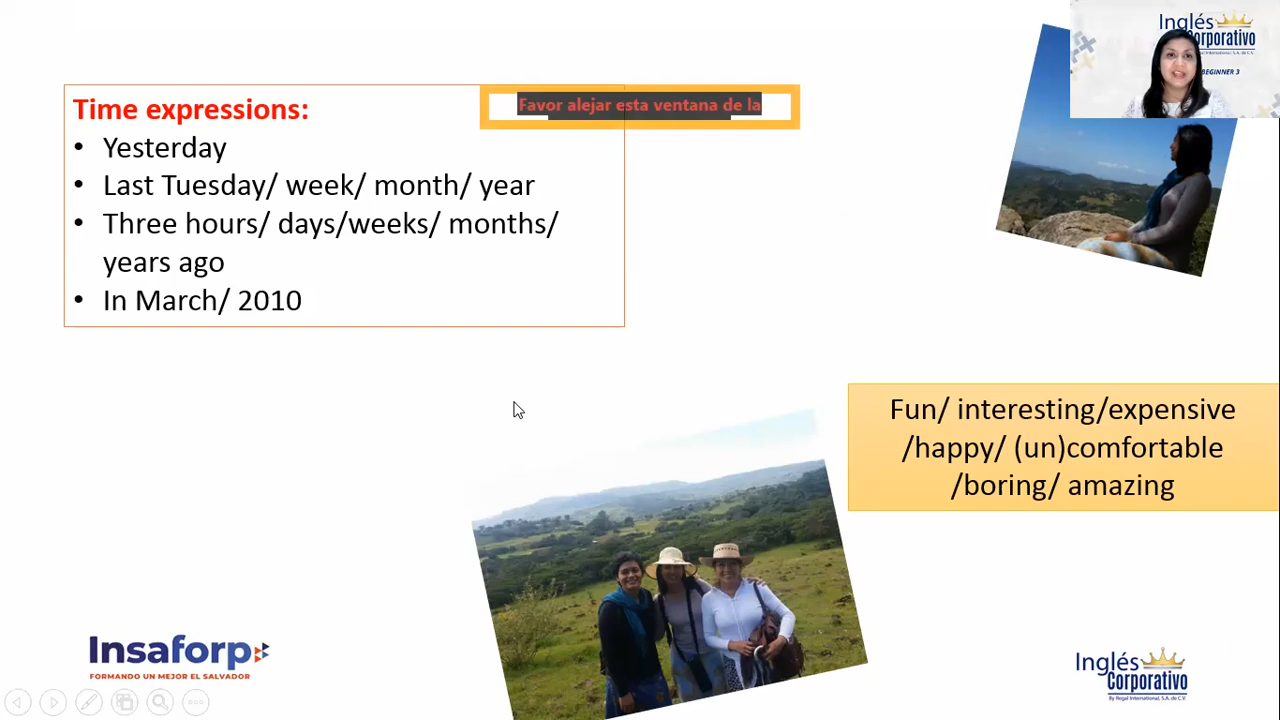 Time expressions:
• Yesterday
• Last Tuesday/ week/ month/ year
• Three hours/ days/weeks/ months/
years ago
• In March/ 2010
Favor alejar esta ventana de la
Inglés
Corporativo
BEGINNER 3
Fun/ interesting/expensive
/happy/ (un)comfortable
/boring/ amazing
Insaforp
FORMANDO UN MEJOR EL SALVADOR
Inglés
Corporativo
By Regal International, S.A. de C.V.